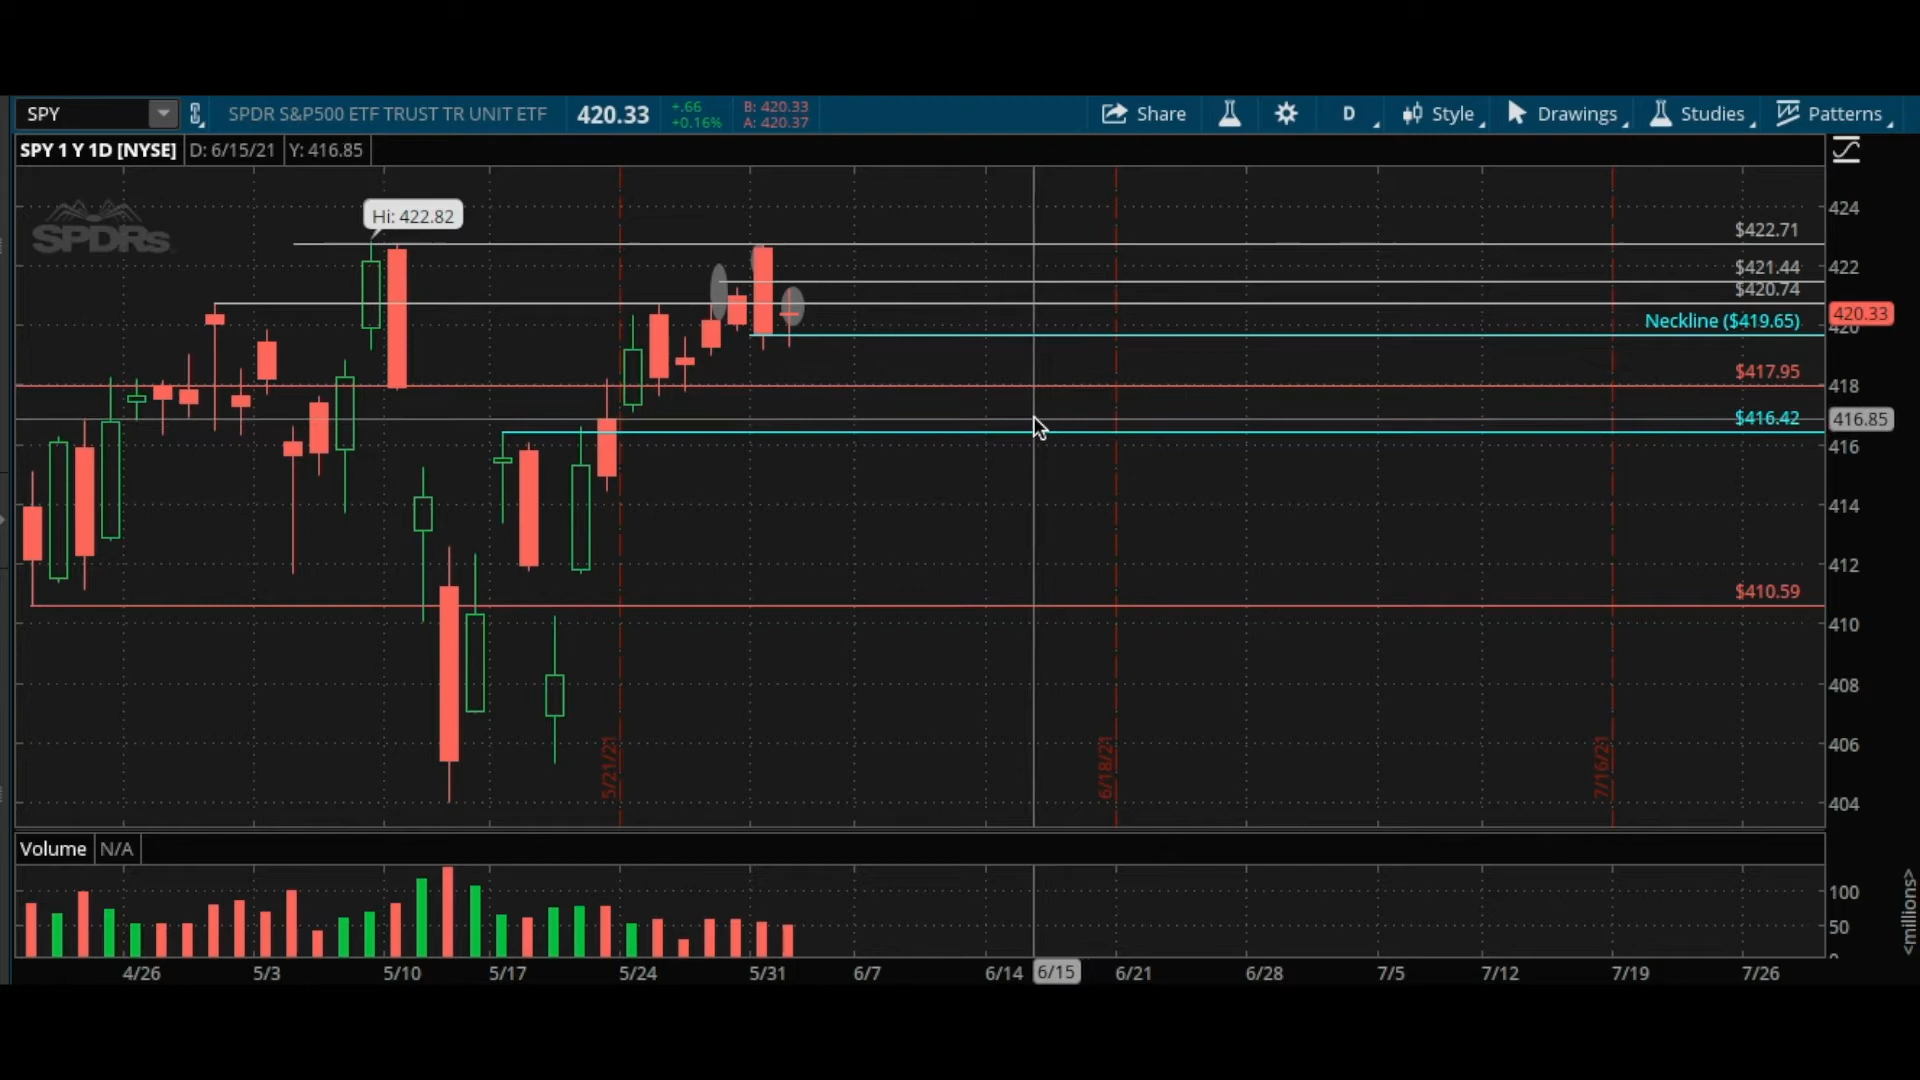 SPY
SPDR S&P500 ETF TRUST TR UNIT ETF
420.33
+.66
+0.16%
B: 420.33
A: 420.37
Share
D
Style
Drawings
Studies
Patterns
SPY 1 Y 1D [NYSE]
D: 6/15/21
Y: 416.85
SPDRs
Hi: 422.82
$422.71
$421.44
$420.74
Neckline ($419.65)
$417.95
$416.42
$410.59
424
422
420.33
420
418
416.85
416
414
412
410
408
406
404
5/21/21
6/18/21
7/16/21
Volume
N/A
100
50
0
<millions>
4/26
5/3
5/10
5/17
5/24
5/31
6/7
6/14
6/15
6/21
6/28
7/5
7/12
7/19
7/26